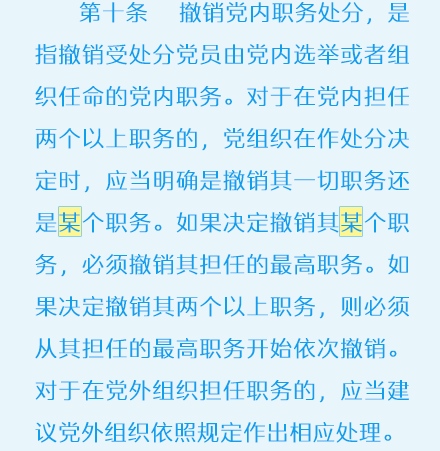 第十条　撤销党内职务处分，是
指撤销受处分党员由党内选举或者组
织任命的党内职务。对于在党内担任
两个以上职务的，党组织在作处分决
定时，应当明确是撤销其一切职务还
是某个职务。如果决定撤销其某个职
务，必须撤销其担任的最高职务。如
果决定撤销其两个以上职务，则必须
从其担任的最高职务开始依次撤销。
对于在党外组织担任职务的，应当建
议党外组织依照规定作出相应处理。